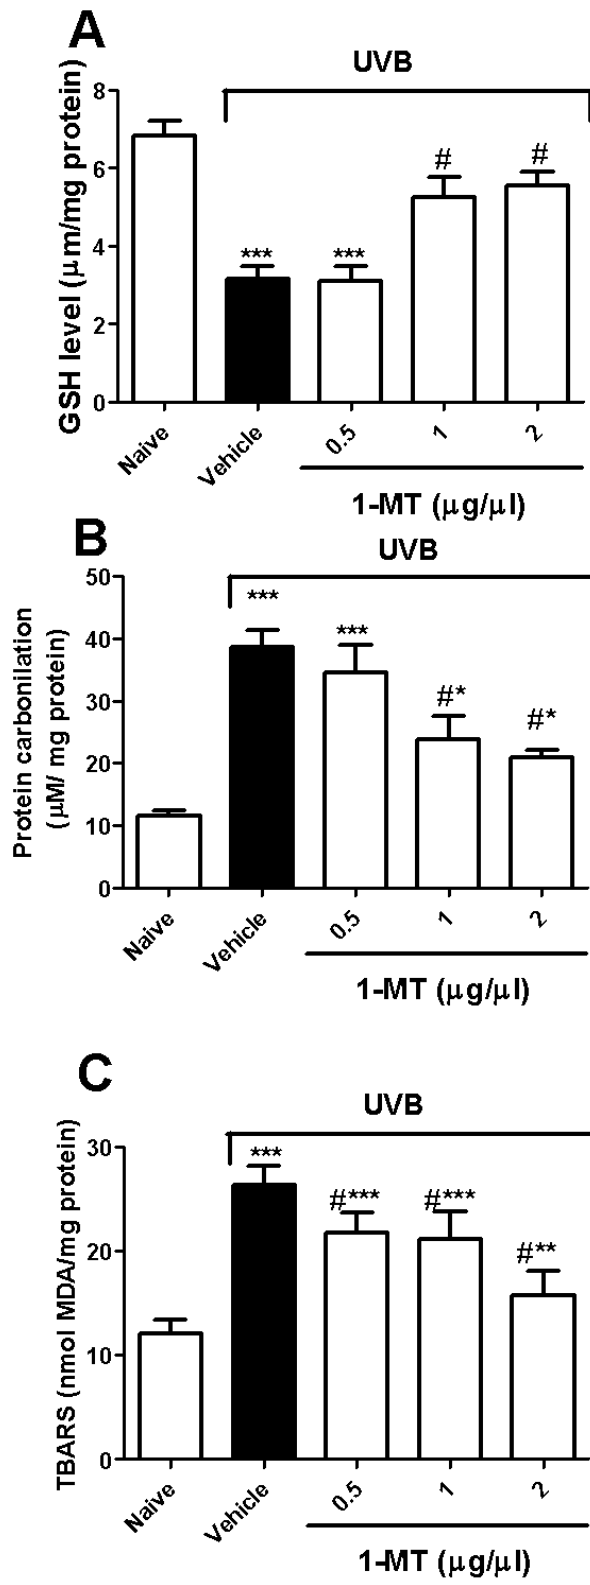 A
UVB
GSH level (μm/mg protein)
8
6
4
2
0
***
***
#
#
Naive
Vehicle
0.5
1
2
1-MT (μg/μl)
B
UVB
Protein carbonilation
(μM/ mg protein)
50
40
30
20
10
0
***
***
#*
#*
Naive
Vehicle
0.5
1
2
1-MT (μg/μl)
C
UVB
TBARS (nmol MDA/mg protein)
30
20
10
0
***
#***
#***
#**
Naive
Vehicle
0.5
1
2
1-MT (μg/μl)